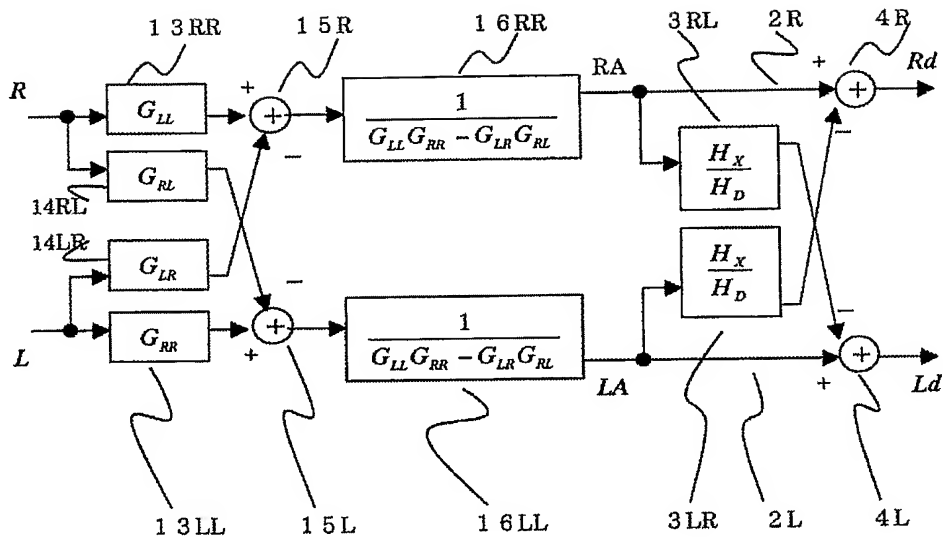 13RR 15R 16RR 3RL 2R 4R
R G_LL + RA + Rd
1
G_LL G_RR − G_LR G_RL
− −
G_RL H_X
H_D
14RL
14LR
G_LR H_X
H_D
− −
L G_RR + LA + Ld
1
G_LL G_RR − G_LR G_RL
13LL 15L 16LL 3LR 2L 4L